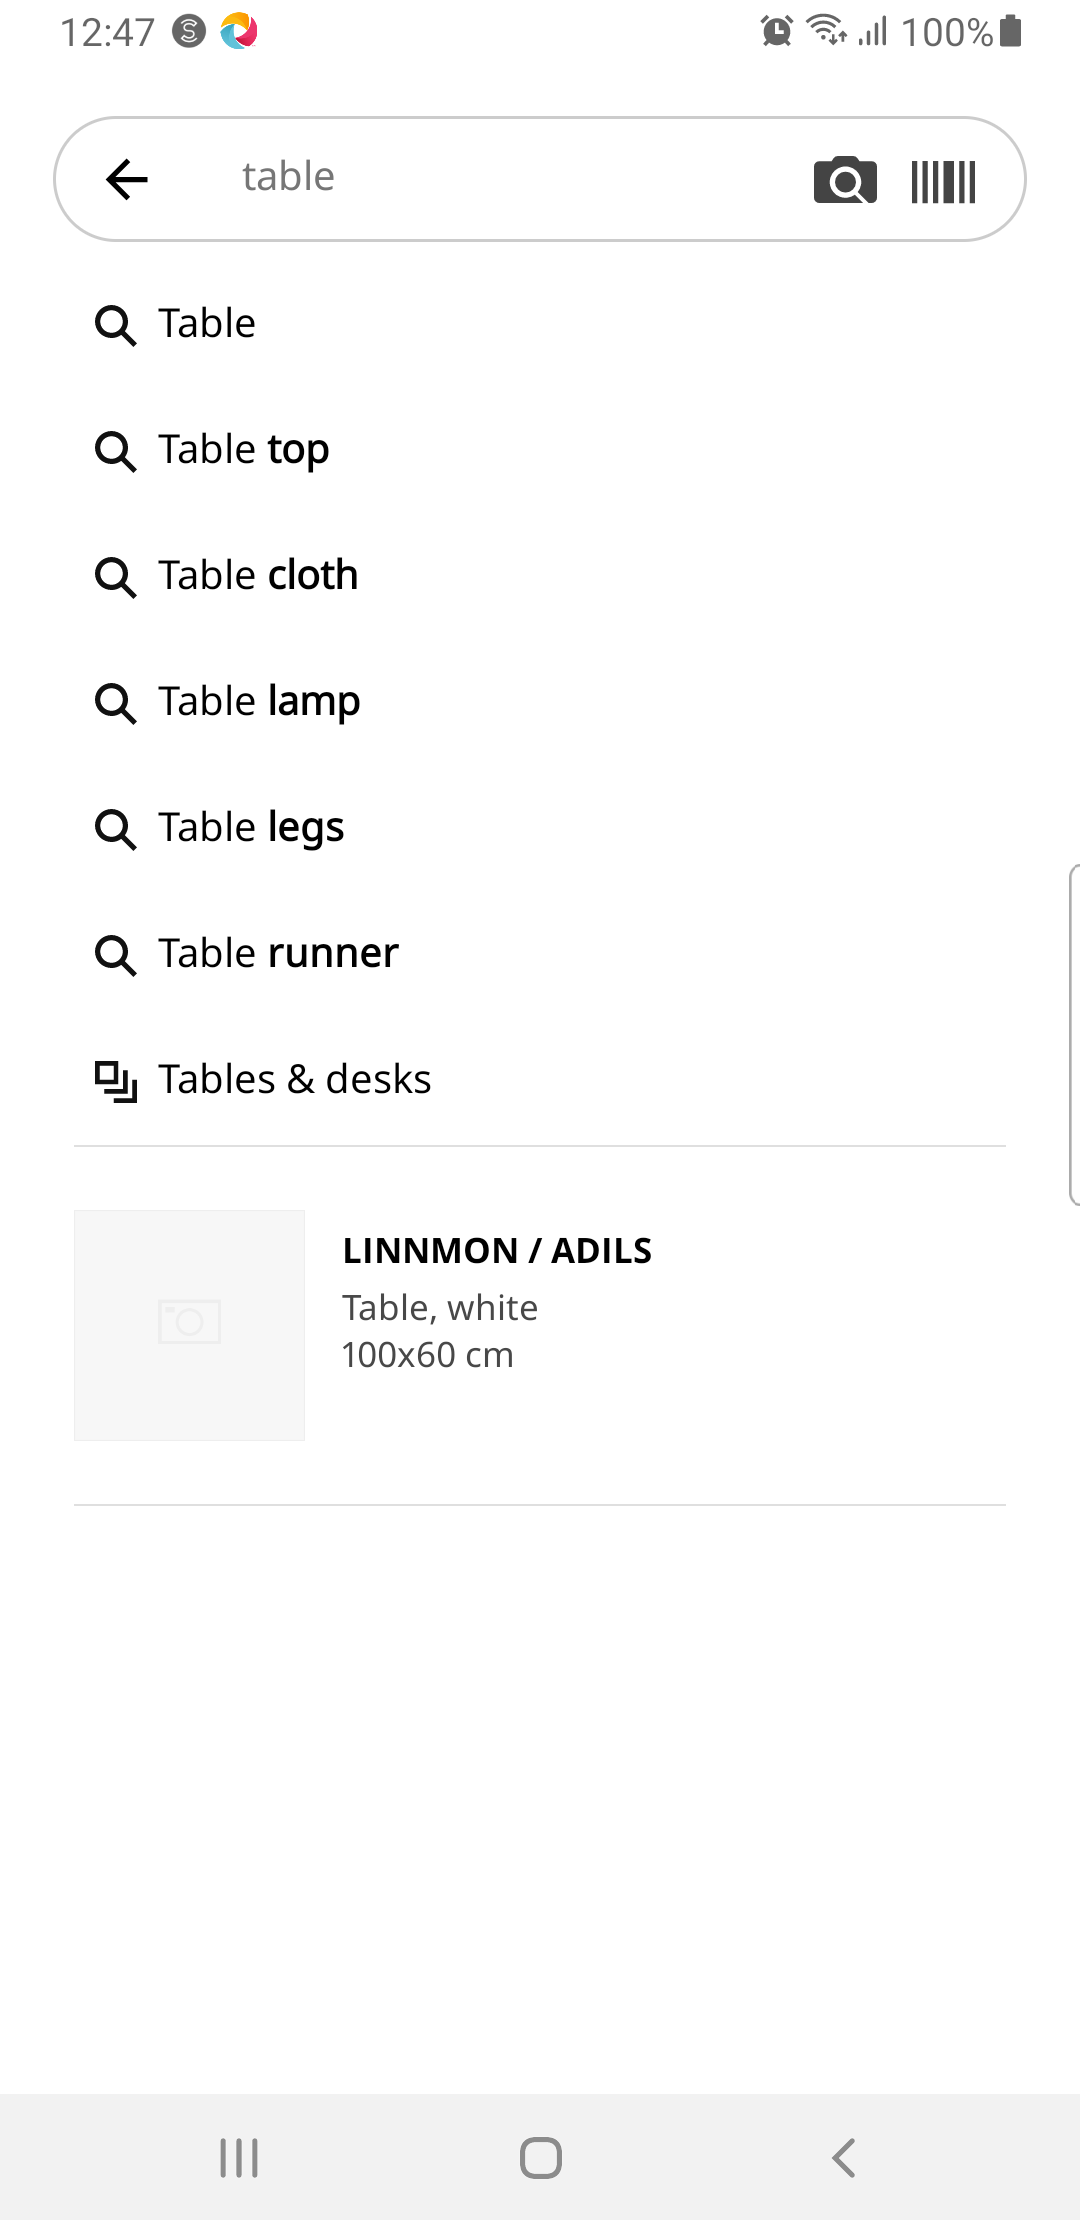 12:47
100%
table
Table
Table top
Table cloth
Table lamp
Table legs
Table runner
Tables & desks
LINNMON / ADILS
Table, white
100x60 cm